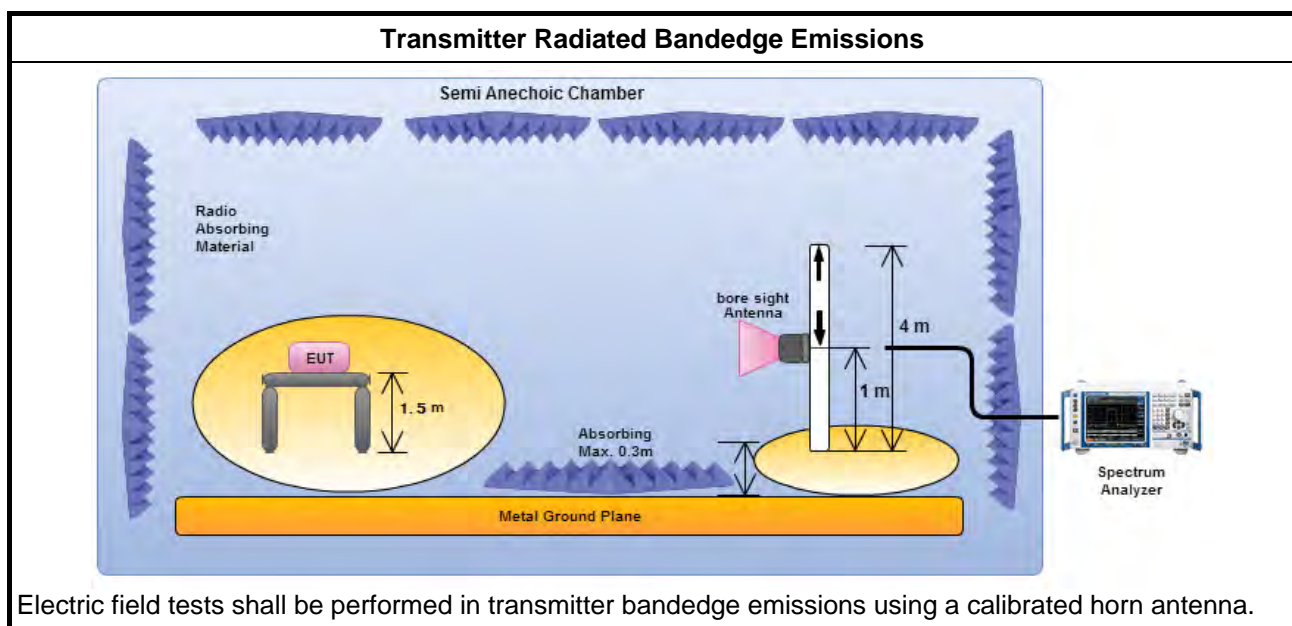 Transmitter Radiated Bandedge Emissions
Semi Anechoic Chamber
Radio
Absorbing
Material
bore sight
Antenna
4 m
EUT
1 m
1.5 m
Absorbing
Max. 0.3m
Spectrum
Analyzer
Metal Ground Plane
Electric field tests shall be performed in transmitter bandedge emissions using a calibrated horn antenna.